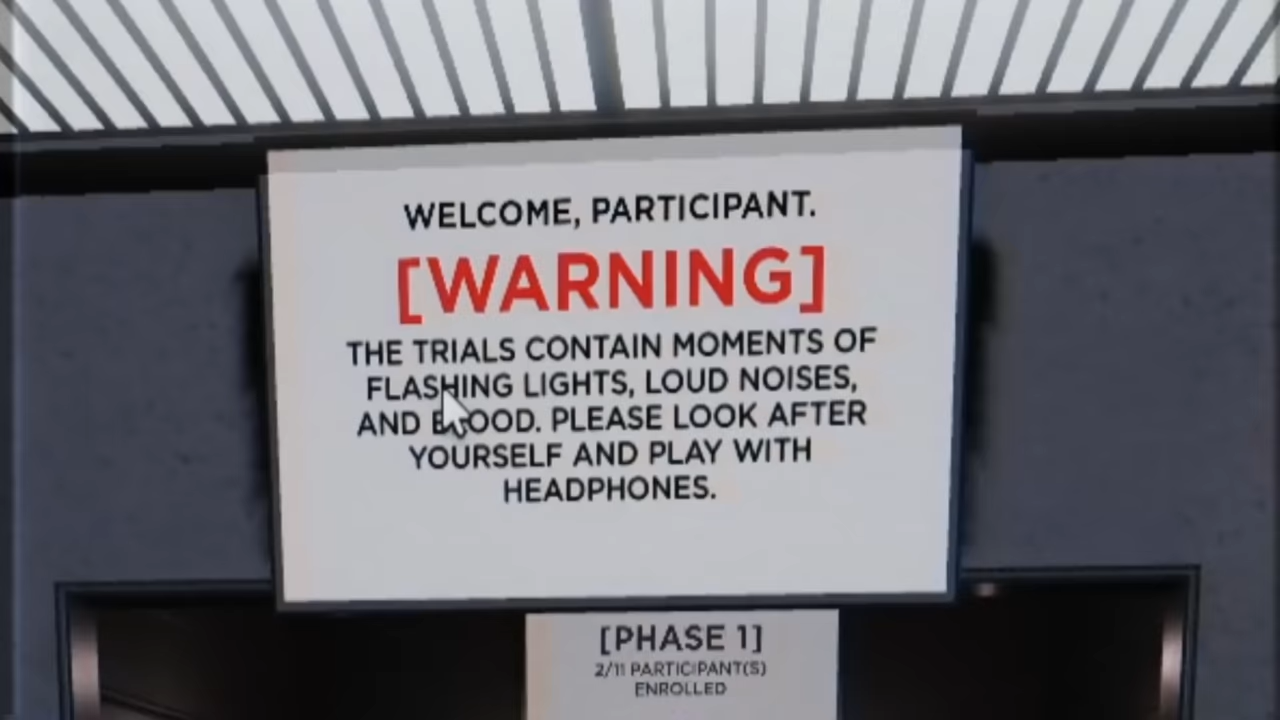 WELCOME, PARTICIPANT.
[WARNING]
THE TRIALS CONTAIN MOMENTS OF
FLASHING LIGHTS, LOUD NOISES,
AND BLOOD. PLEASE LOOK AFTER
YOURSELF AND PLAY WITH
HEADPHONES.
[PHASE 1]
2/11 PARTICIPANT(S)
ENROLLED